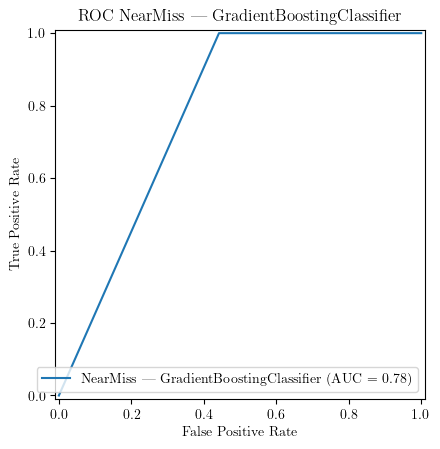 ROC NearMiss — GradientBoostingClassifier
1.0
0.8
0.6
0.4
0.2
0.0
True Positive Rate
NearMiss — GradientBoostingClassifier (AUC = 0.78)
0.0 0.2 0.4 0.6 0.8 1.0
False Positive Rate